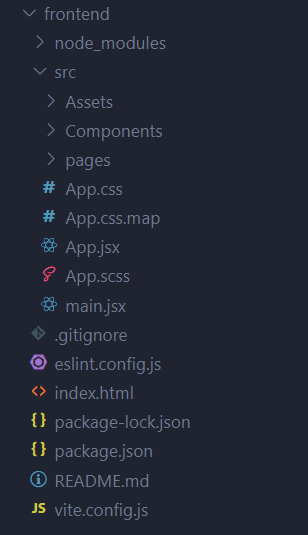 frontend
node_modules
src
Assets
Components
pages
# App.css
# App.css.map
App.jsx
App.scss
main.jsx
.gitignore
eslint.config.js
<> index.html
{} package-lock.json
{} package.json
README.md
JS vite.config.js